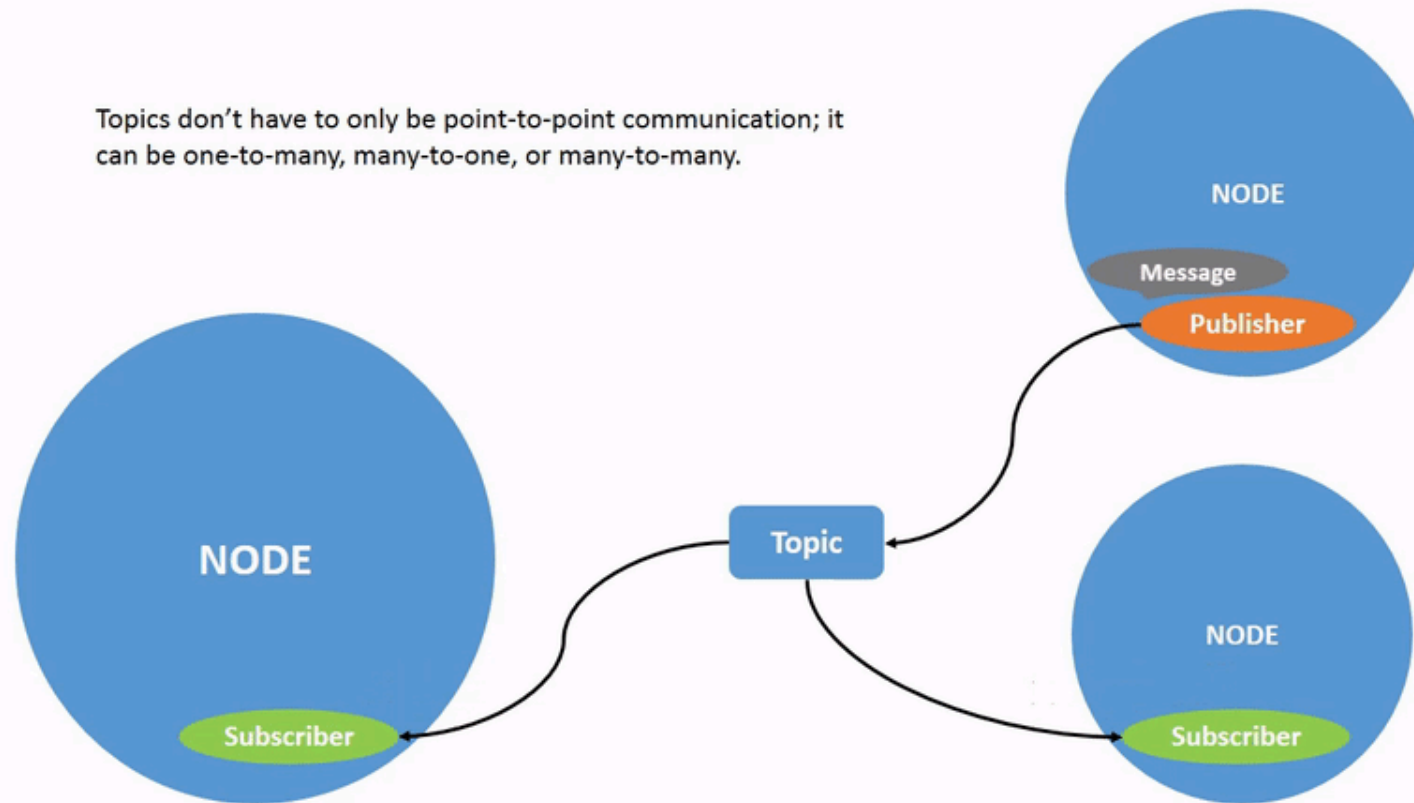 Topics don’t have to only be point-to-point communication; it
can be one-to-many, many-to-one, or many-to-many.
NODE
Message
Publisher
Topic
NODE
Subscriber
NODE
Subscriber